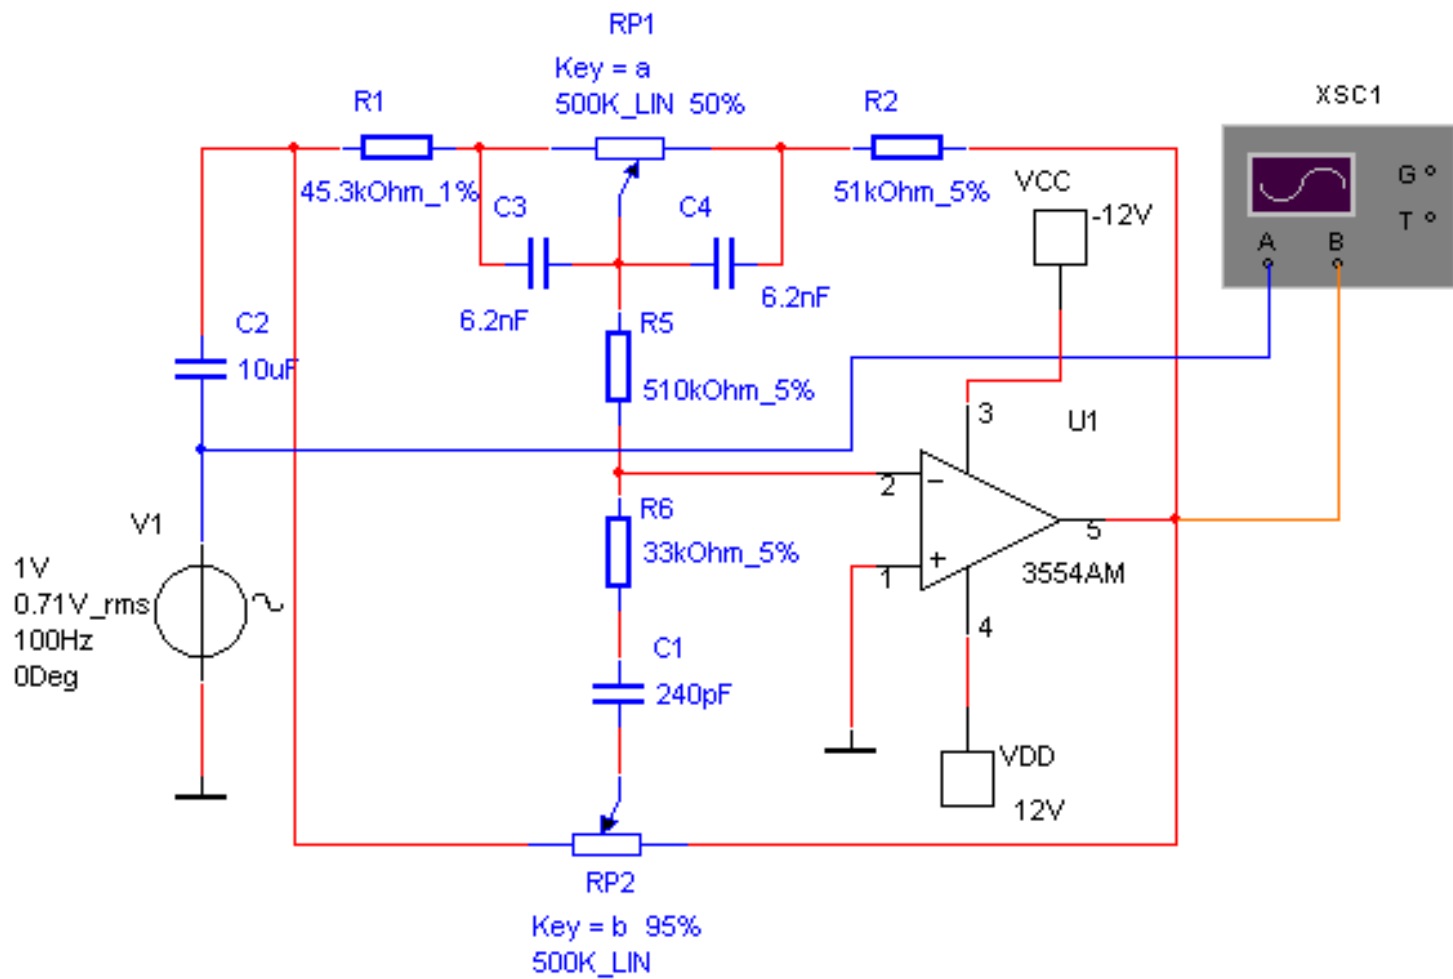 RP1
Key = a
500K_LIN 50%
R1
45.3kOhm_1%
R2
51kOhm_5%
XSC1
G
T
A
B
VCC
-12V
C3
6.2nF
C4
6.2nF
C2
10uF
R5
510kOhm_5%
3
U1
2
5
1
3554AM
4
V1
1V
0.71V_rms
100Hz
0Deg
R6
33kOhm_5%
C1
240pF
VDD
12V
RP2
Key = b 95%
500K_LIN